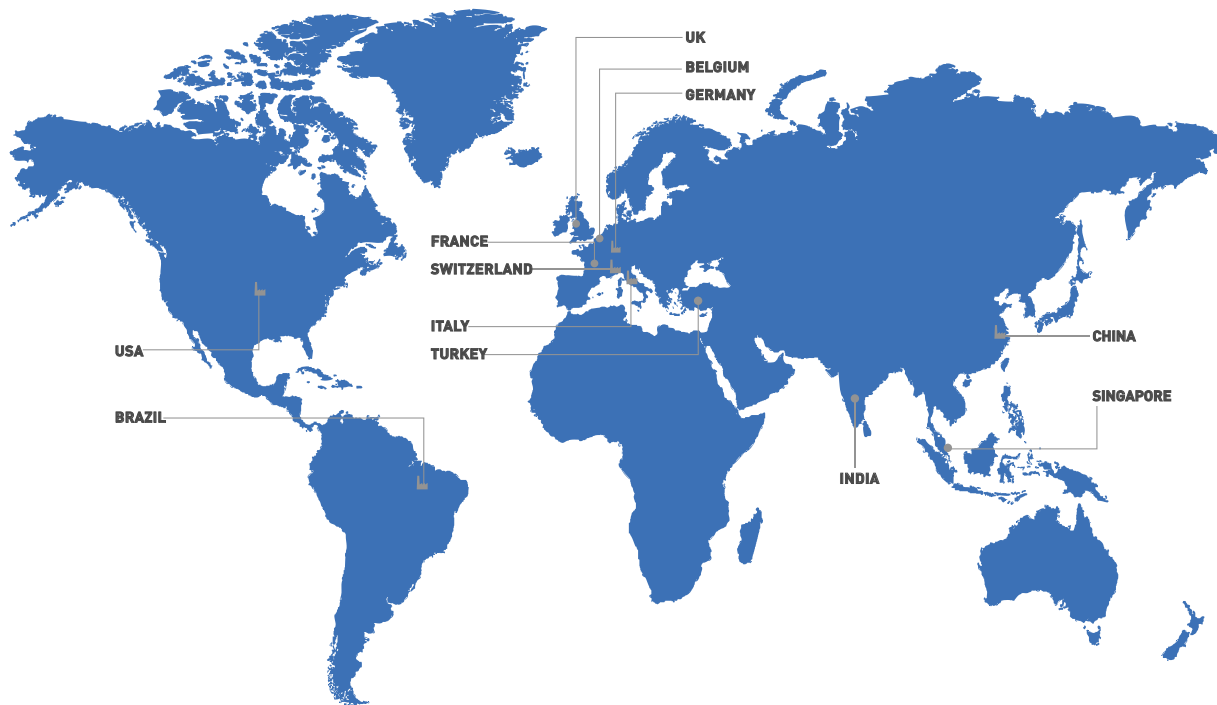 UK
BELGIUM
GERMANY
FRANCE
SWITZERLAND
ITALY
TURKEY
USA
BRAZIL
CHINA
SINGAPORE
INDIA